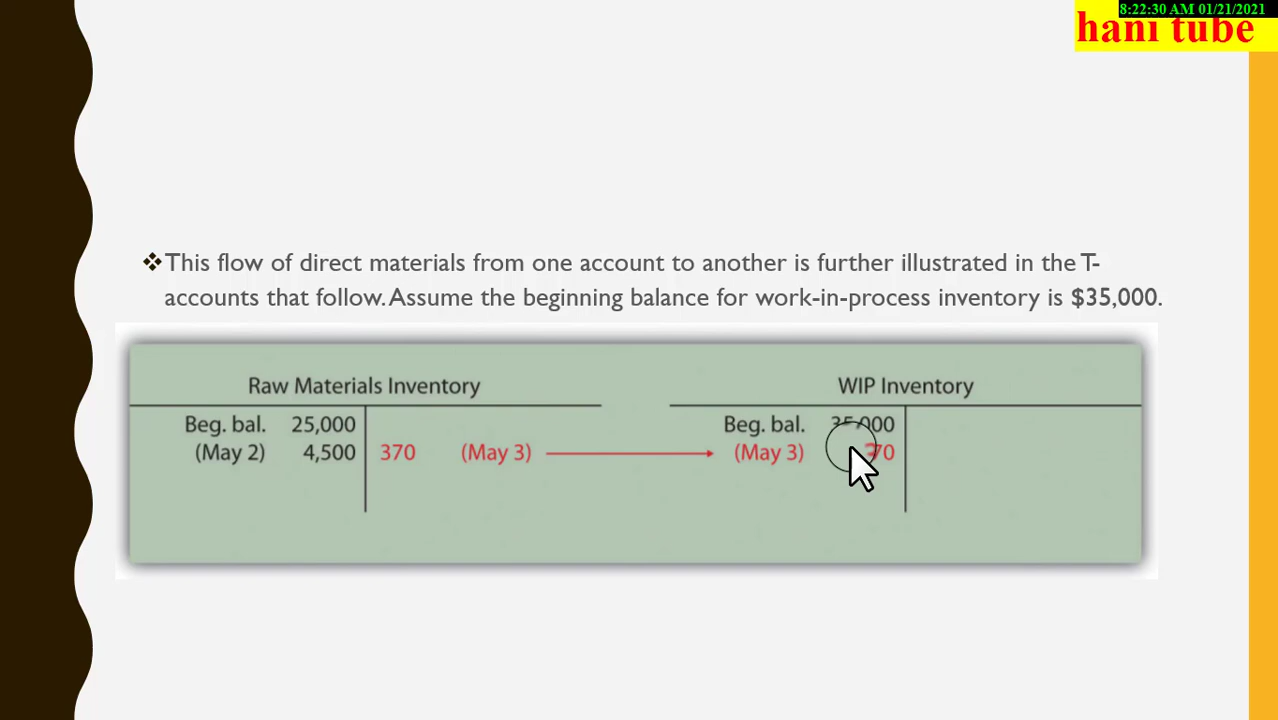 8:22:30 AM 01/21/2021
hani tube
❖This flow of direct materials from one account to another is further illustrated in the T-
accounts that follow. Assume the beginning balance for work-in-process inventory is $35,000.
Raw Materials Inventory WIP Inventory
Beg. bal. 25,000 Beg. bal. 35,000
(May 2) 4,500 370 (May 3) (May 3) 370